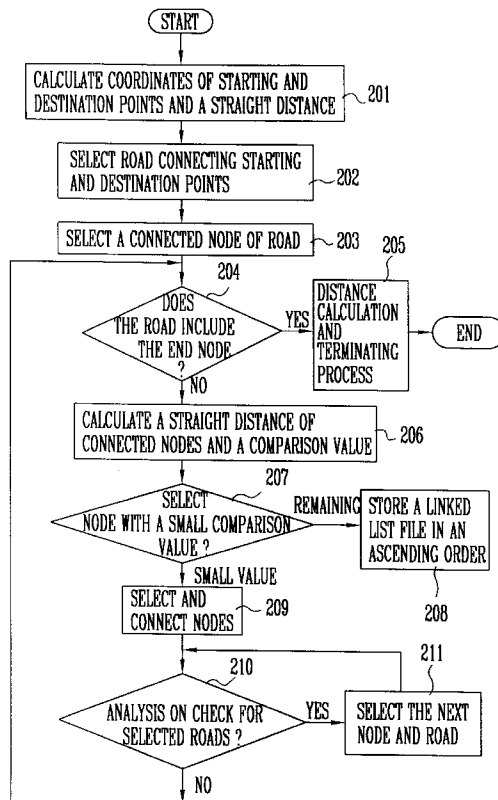 START
CALCULATE COORDINATES OF STARTING AND
DESTINATION POINTS AND A STRAIGHT DISTANCE
201
SELECT ROAD CONNECTING STARTING
AND DESTINATION POINTS
202
SELECT A CONNECTED NODE OF ROAD
203
204
DOES
THE ROAD INCLUDE
THE END NODE
?
YES
205
DISTANCE
CALCULATION
AND
TERMINATING
PROCESS
END
NO
CALCULATE A STRAIGHT DISTANCE OF
CONNECTED NODES AND A COMPARISON VALUE
206
207
SELECT
NODE WITH A SMALL COMPARISON
VALUE ?
REMAINING
STORE A LINKED
LIST FILE IN AN
ASCENDING ORDER
208
SMALL VALUE
SELECT AND
CONNECT NODES
209
210
ANALYSIS ON CHECK FOR
SELECTED ROADS ?
YES
211
SELECT THE NEXT
NODE AND ROAD
NO